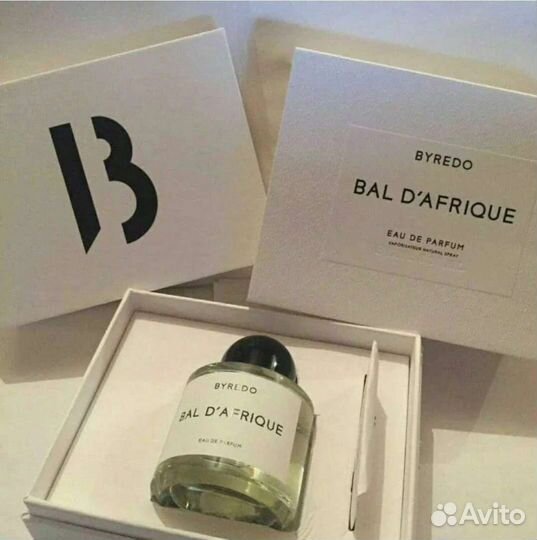 B
BYREDO
BAL D'AFRIQUE
EAU DE PARFUM
VAPORISATEUR NATURAL SPRAY
BYREDO
BAL D'AFRIQUE
EAU DE PARFUM
Avito